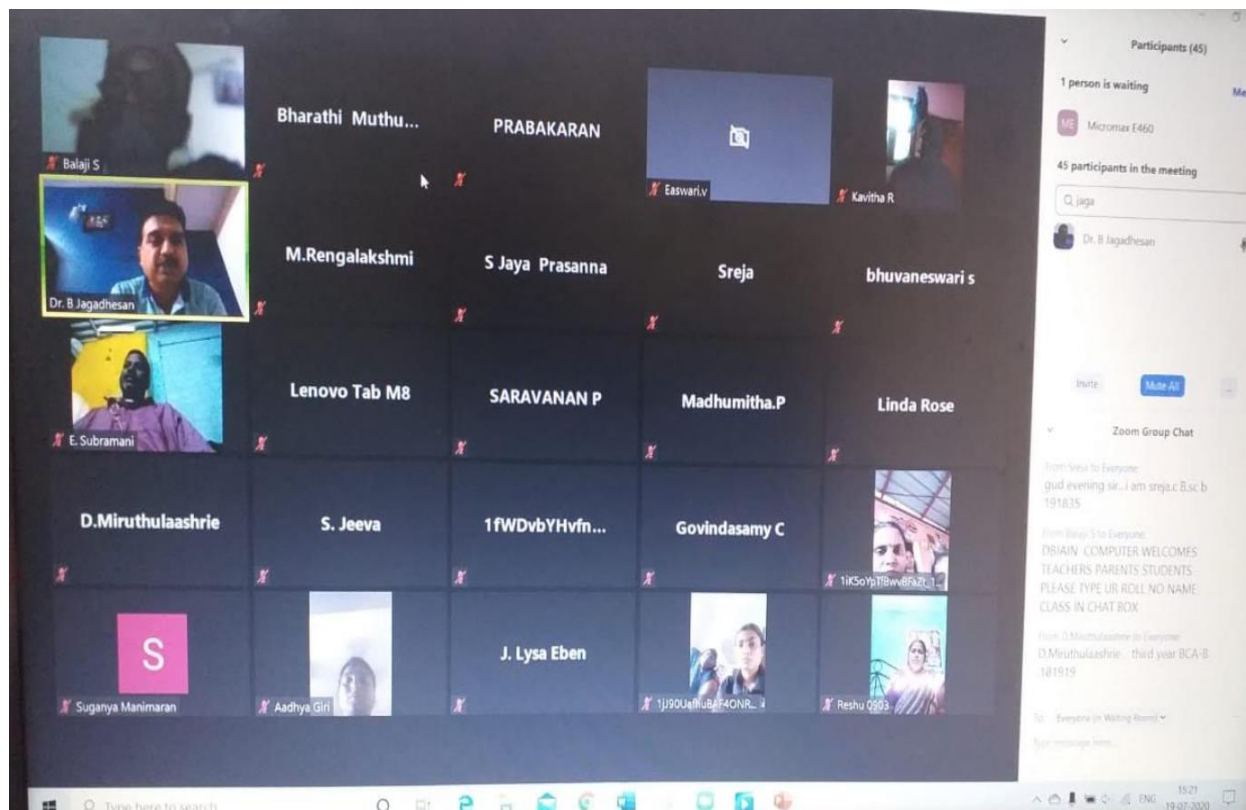 Balaji S
Bharathi Muthu...
PRABAKARAN
Easwari.v
Kavitha R
Dr. B Jagadhesan
M.Rengalakshmi
S Jaya Prasanna
Sreja
bhuvaneswari s
E. Subramani
Lenovo Tab M8
SARAVANAN P
Madhumitha.P
Linda Rose
D.Miruthulaashrie
S. Jeeva
1fWDvbYHvfn...
Govindasamy C
S
Suganya Manimaran
Aadhya Giri
J. Lysa Eben
Reshu 0903
Participants (45)
1 person is waiting
Me
ME
Micromax E460
45 participants in the meeting
jaga
Dr. B Jagadhesan
Invite
Mute All
...
Zoom Group Chat
From Sreja to Everyone
gud evening sir...i am sreja.c B.sc b
191835
From Balaji S to Everyone
DBJAIN COMPUTER WELCOMES
TEACHERS PARENTS STUDENTS
PLEASE TYPE UR ROLL NO NAME
CLASS IN CHAT BOX
From D.Miruthulaashrie to Everyone
D.Miruthulaashrie... third year BCA-B
181919
To: Everyone (in Waiting Room)
Type message here...
Type here to search
ENG
15:21
19-07-2020